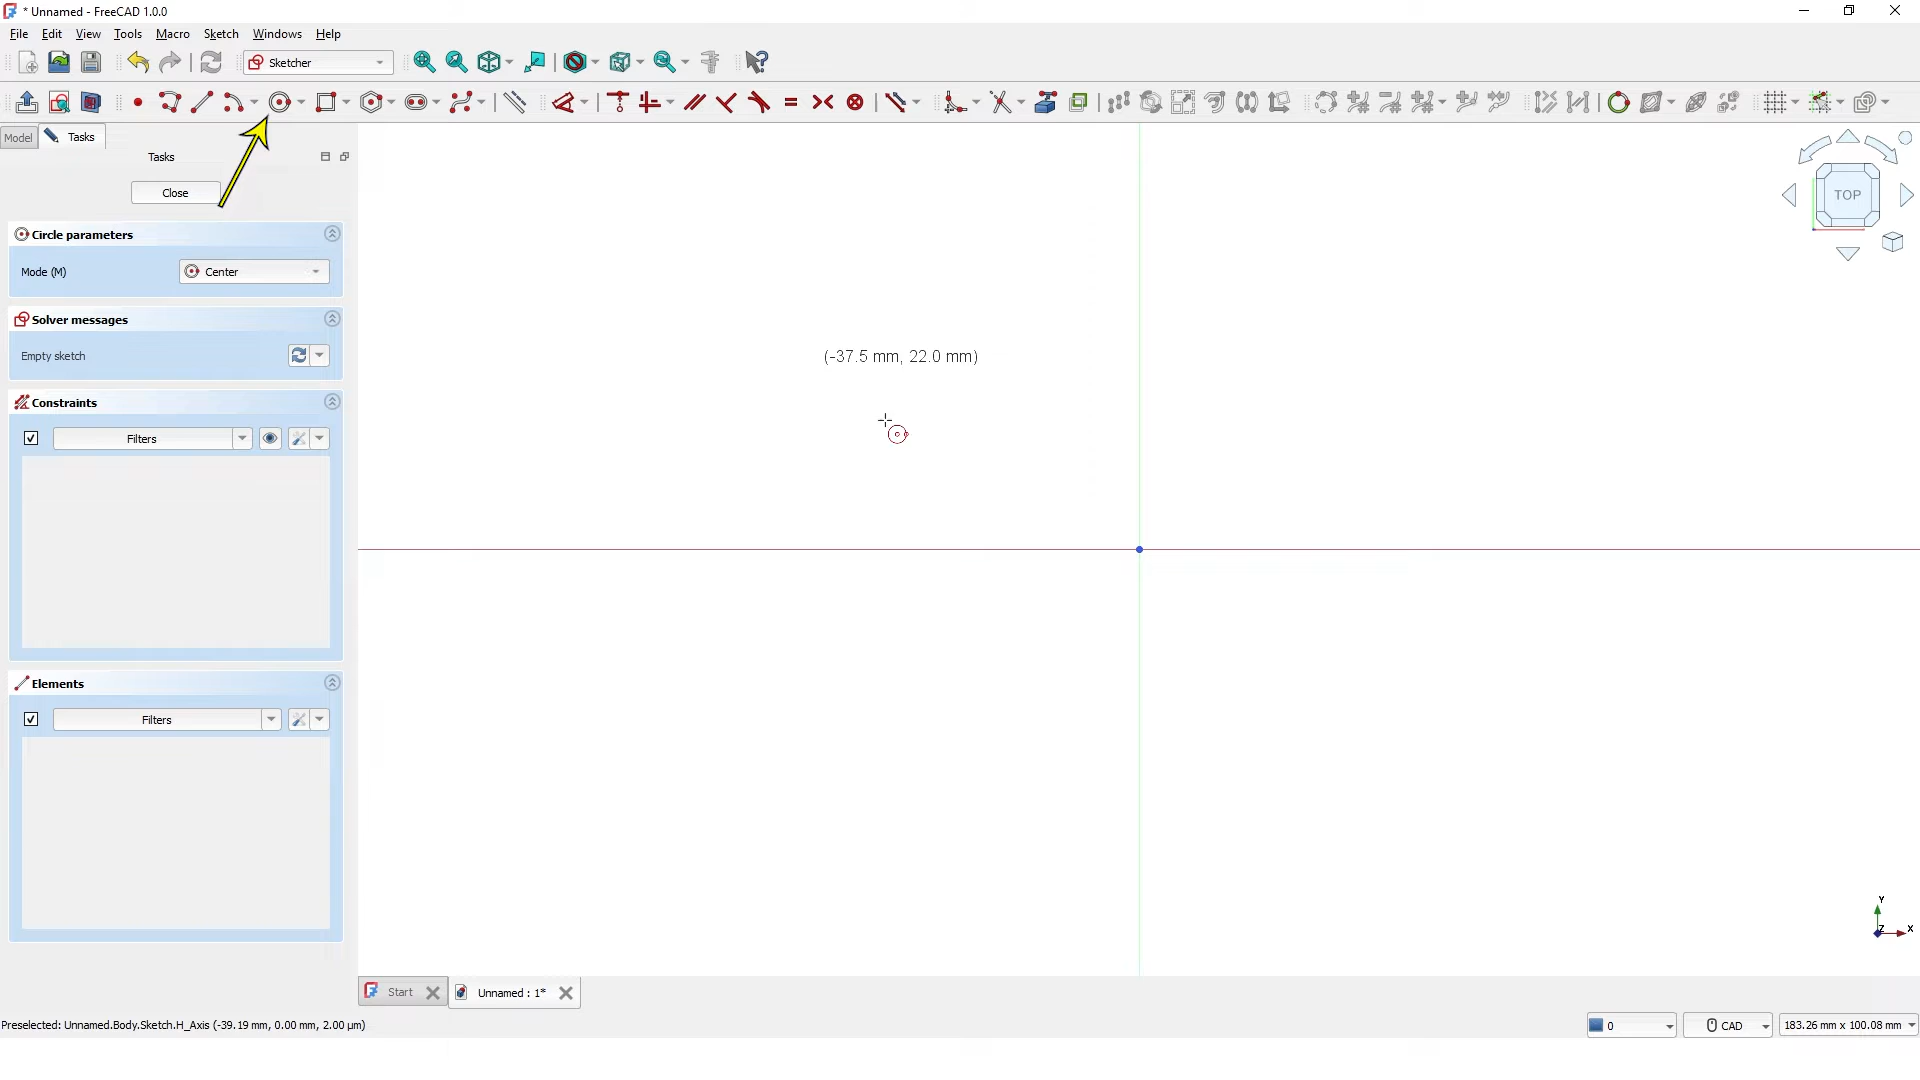 * Unnamed - FreeCAD 1.0.0
File Edit View Tools Macro Sketch Windows Help
Sketcher
Model Tasks
Tasks
Close
Circle parameters
Mode (M) Center
Solver messages
Empty sketch
Constraints
Filters
Elements
Filters
(-37.5 mm, 22.0 mm)
TOP
Y
Z X
Start Unnamed : 1*
Preselected: Unnamed.Body.Sketch.H_Axis (-39.19 mm, 0.00 mm, 2.00 µm)
0 CAD 183.26 mm x 100.08 mm